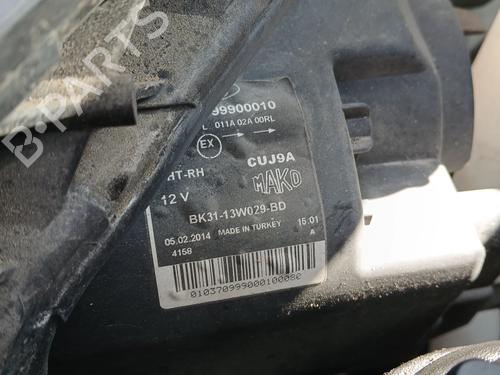 B-PARTS
99900010
L 011A 02A 00RL
EX CUJ9A
HT-RH MAKO
12 V
BK31-13W029-BD
05.02.2014 MADE IN TURKEY 15:01
4158 A